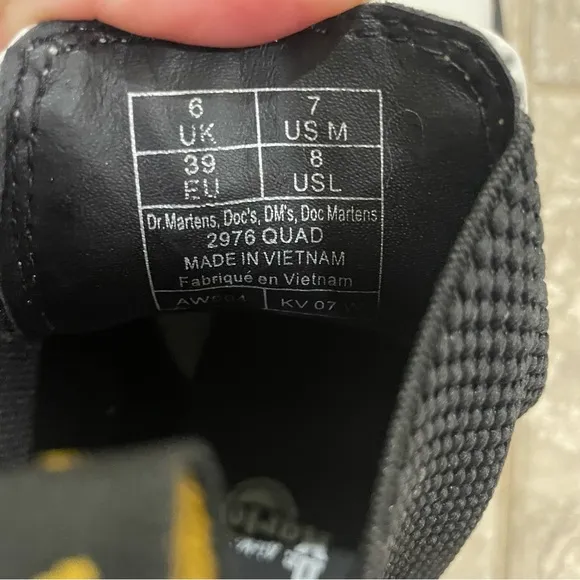 6 UK 7 US M
39 EU 8 USL
Dr.Martens, Doc's, DM's, Doc Martens
2976 QUAD
MADE IN VIETNAM
Fabriqué en Vietnam
KV 07